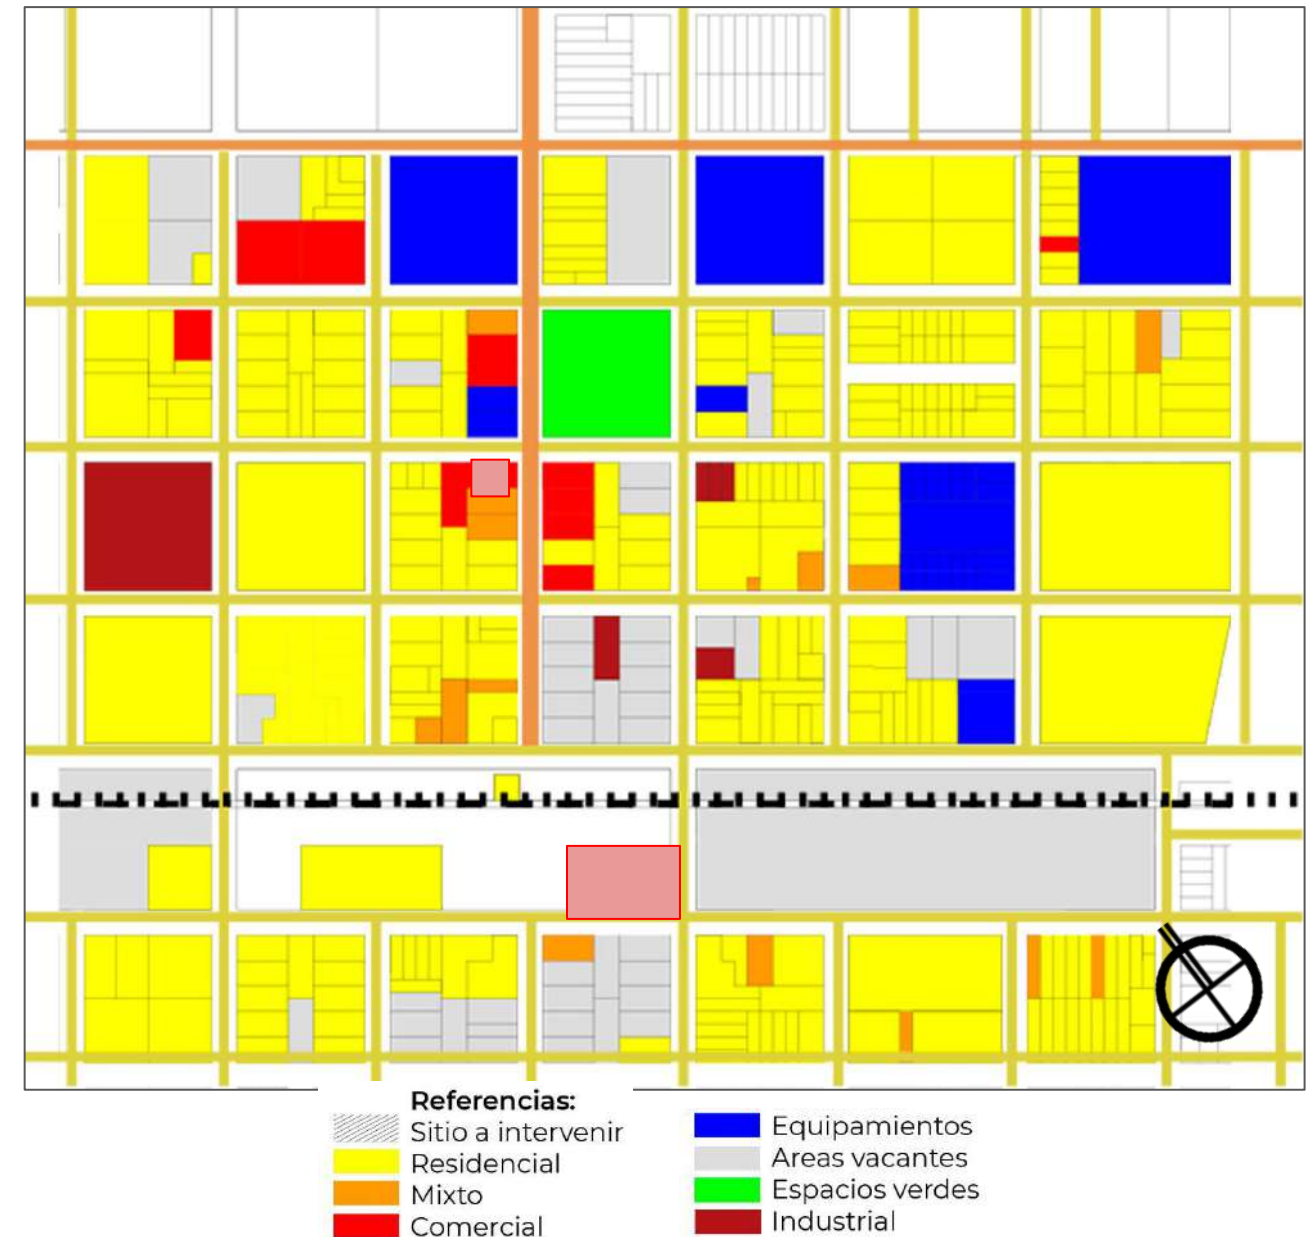 Referencias:
Sitio a intervenir
Residencial
Mixto
Comercial
Equipamientos
Areas vacantes
Espacios verdes
Industrial